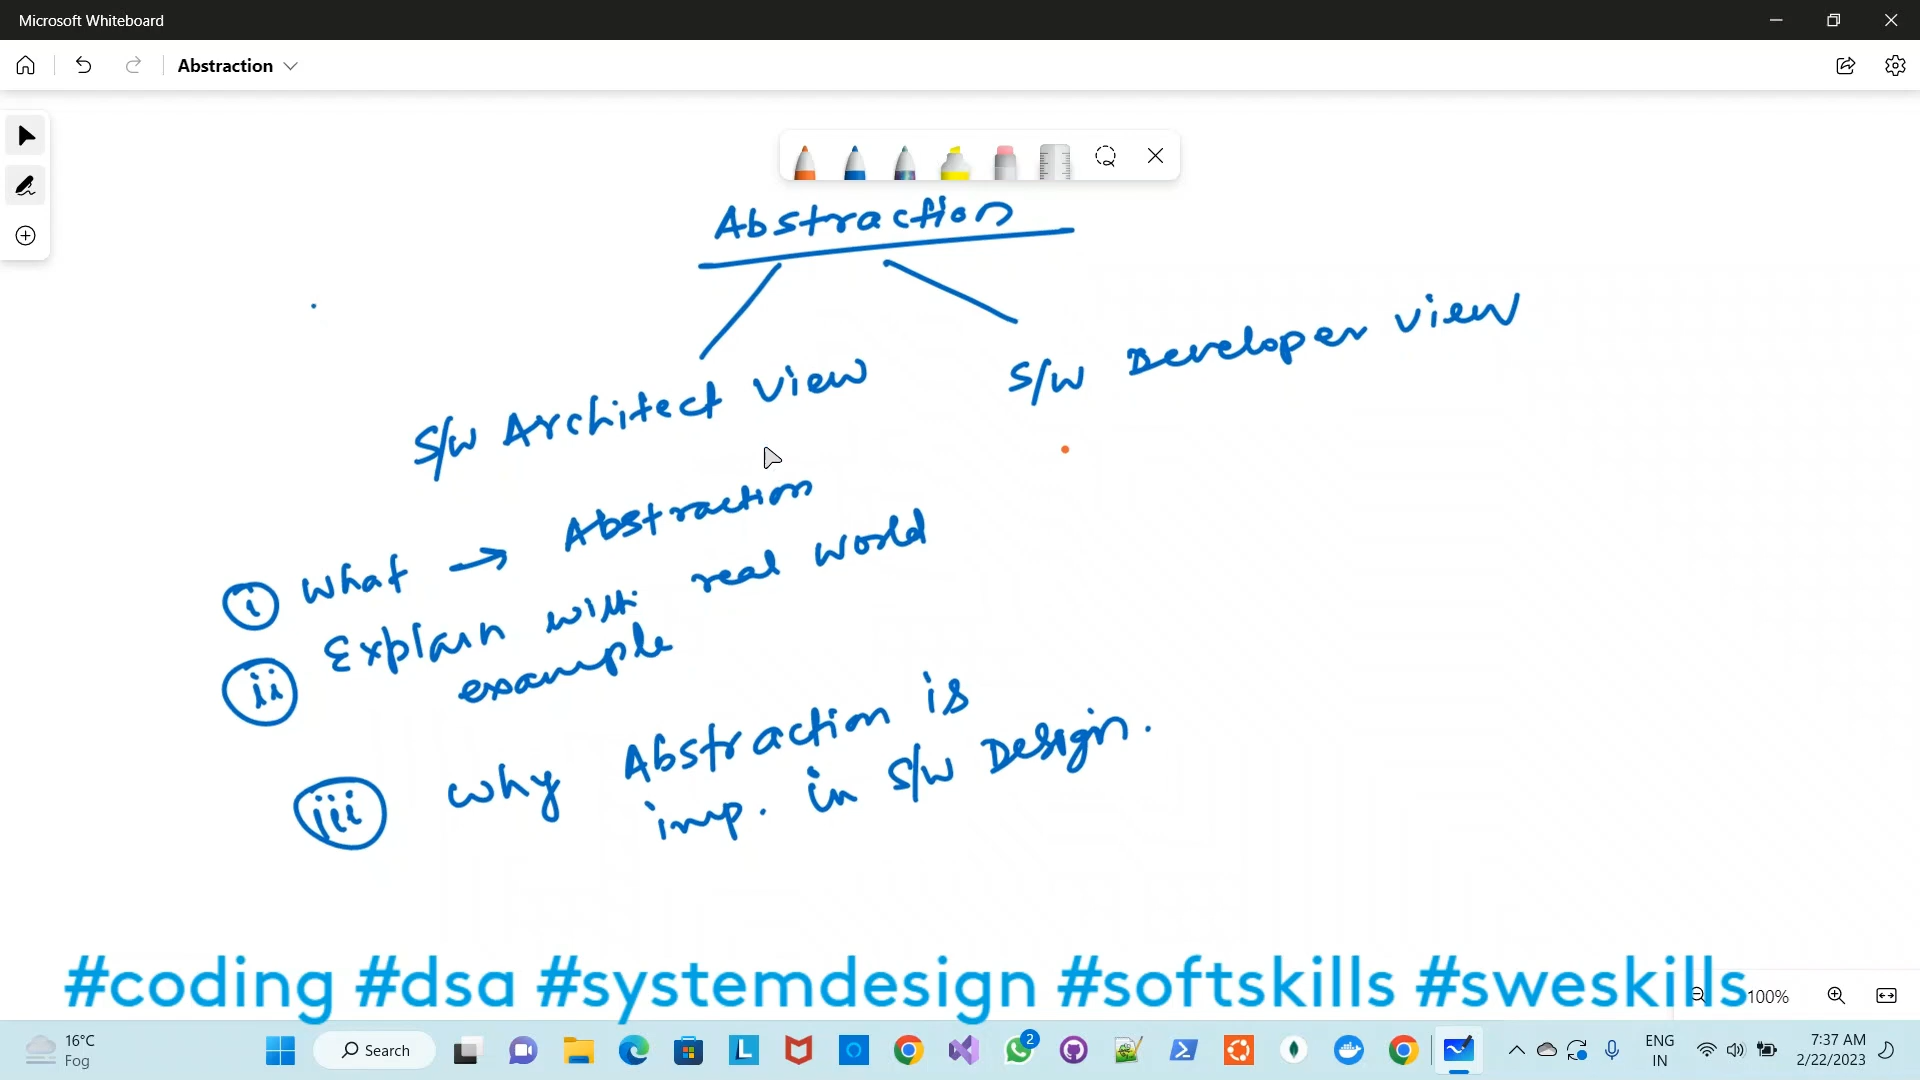 Microsoft Whiteboard
Abstraction
Abstraction
S/W Architect view
S/W Developer view
i What → Abstraction
ii Explain with real world
example
iii why Abstraction is
imp. in S/W Design.
#coding #dsa #systemdesign #softskills #sweskills
100%
16°C
Fog
Search
L
2
ENG
IN
7:37 AM
2/22/2023